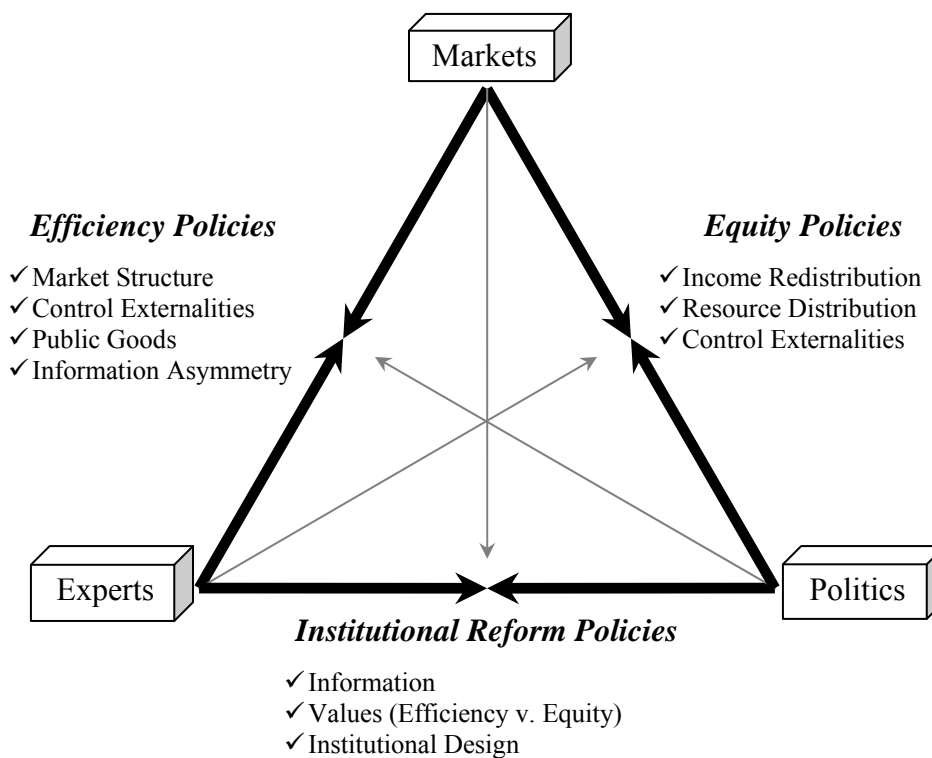 Markets
Efficiency Policies
✓Market Structure
✓Control Externalities
✓Public Goods
✓Information Asymmetry
Equity Policies
✓Income Redistribution
✓Resource Distribution
✓Control Externalities
Experts
Politics
Institutional Reform Policies
✓Information
✓Values (Efficiency v. Equity)
✓Institutional Design